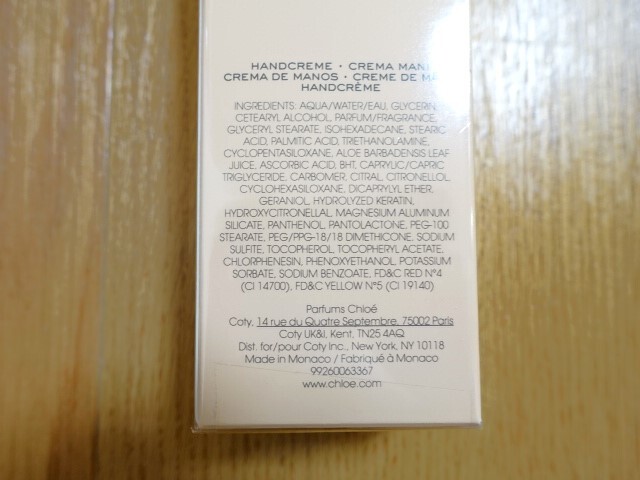 HANDCREME · CREMA MANI
CREMA DE MANOS · CREME DE
HANDCRÈME
INGREDIENTS: AQUA/WATER/EAU, GLYCERIN,
CETEARYL ALCOHOL, PARFUM/FRAGRANCE,
GLYCERYL STEARATE, ISOHEXADECANE, STEARIC
ACID, PALMITIC ACID, TRIETHANOLAMINE,
CYCLOPENTASILOXANE, ALOE BARBADENSIS LEAF
JUICE, ASCORBIC ACID, BHT, CAPRYLIC/CAPRIC
TRIGLYCERIDE, CARBOMER, CITRAL, CITRONELLOL,
CYCLOHEXASILOXANE, DICAPRYLYL ETHER,
GERANIOL, HYDROLYZED KERATIN,
HYDROXYCITRONELLAL, MAGNESIUM ALUMINUM
SILICATE, PANTHENOL, PANTOLACTONE, PEG-100
STEARATE, PEG/PPG-18/18 DIMETHICONE, SODIUM
SULFITE, TOCOPHEROL, TOCOPHERYL ACETATE,
CHLORPHENESIN, PHENOXYETHANOL, POTASSIUM
SORBATE, SODIUM BENZOATE, FD&C RED N°4
(CI 14700), FD&C YELLOW N°5 (CI 19140)
Parfums Chloé
Coty, 14 rue du Quatre Septembre, 75002 Paris
Coty UK&I, Kent, TN25 4AQ
Dist. for/pour Coty Inc., New York, NY 10118
Made in Monaco / Fabriqué à Monaco
99260063367
www.chloe.com